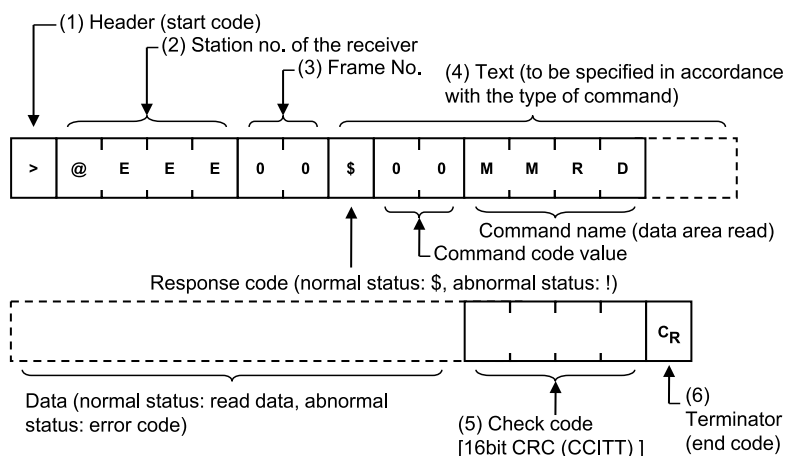 (1) Header (start code)
(2) Station no. of the receiver
(3) Frame No.
(4) Text (to be specified in accordance
with the type of command)
> @ E E E 0 0 $ 0 0 M M R D
Command name (data area read)
Command code value
Response code (normal status: $, abnormal status: !)
CR
Data (normal status: read data, abnormal
status: error code)
(5) Check code
[16bit CRC (CCITT) ]
(6)
Terminator
(end code)